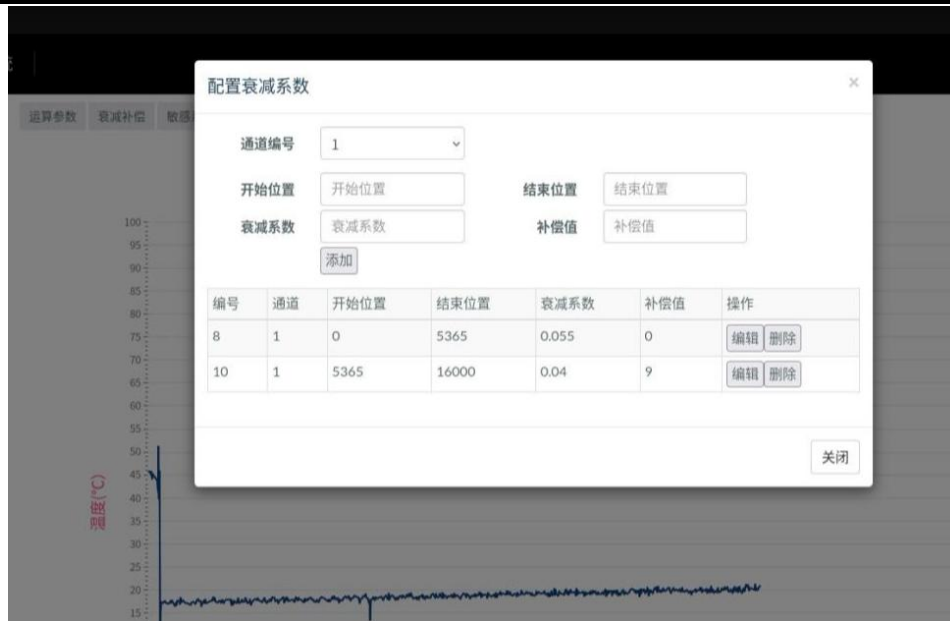 配置衰减系数
×
运算参数 衰减补偿 敏感
通道编号 1
开始位置 开始位置 结束位置 结束位置
衰减系数 衰减系数 补偿值 补偿值
添加
编号 通道 开始位置 结束位置 衰减系数 补偿值 操作
8 1 0 5365 0.055 0 编辑 删除
10 1 5365 16000 0.04 9 编辑 删除
关闭
温度(°C)
100
95
90
85
80
75
70
65
60
55
50
45
40
35
30
25
20
15